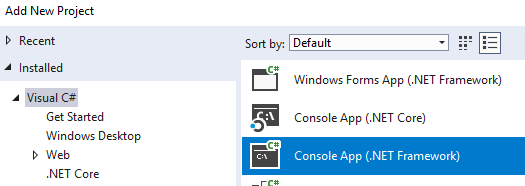 Add New Project
Recent
Installed
Visual C#
Get Started
Windows Desktop
Web
.NET Core
Sort by: Default
C# Windows Forms App (.NET Framework)
C# C:\ Console App (.NET Core)
C# C:\ Console App (.NET Framework)
C#